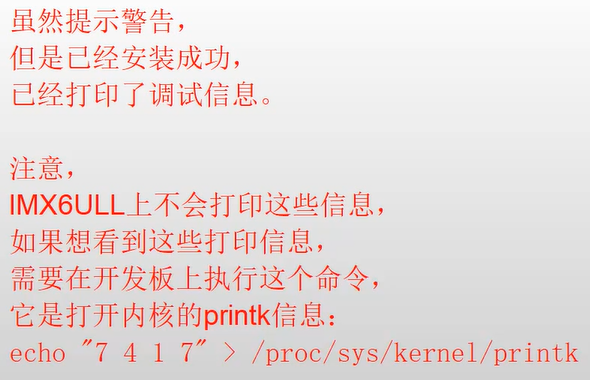 虽然提示警告，
但是已经安装成功，
已经打印了调试信息。
注意，
IMX6ULL上不会打印这些信息，
如果想看到这些打印信息，
需要在开发板上执行这个命令，
它是打开内核的printk信息：
echo "7 4 1 7" > /proc/sys/kernel/printk